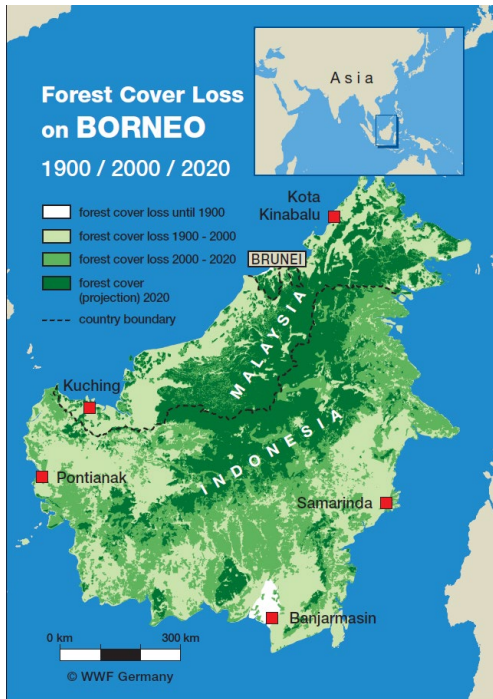 Forest Cover Loss
on BORNEO
1900 / 2000 / 2020
Asia
forest cover loss until 1900
forest cover loss 1900 - 2000
forest cover loss 2000 - 2020
forest cover
(projection) 2020
country boundary
Kota
Kinabalu
BRUNEI
MALAYSIA
Kuching
INDONESIA
Pontianak
Samarinda
Banjarmasin
0 km
300 km
© WWF Germany